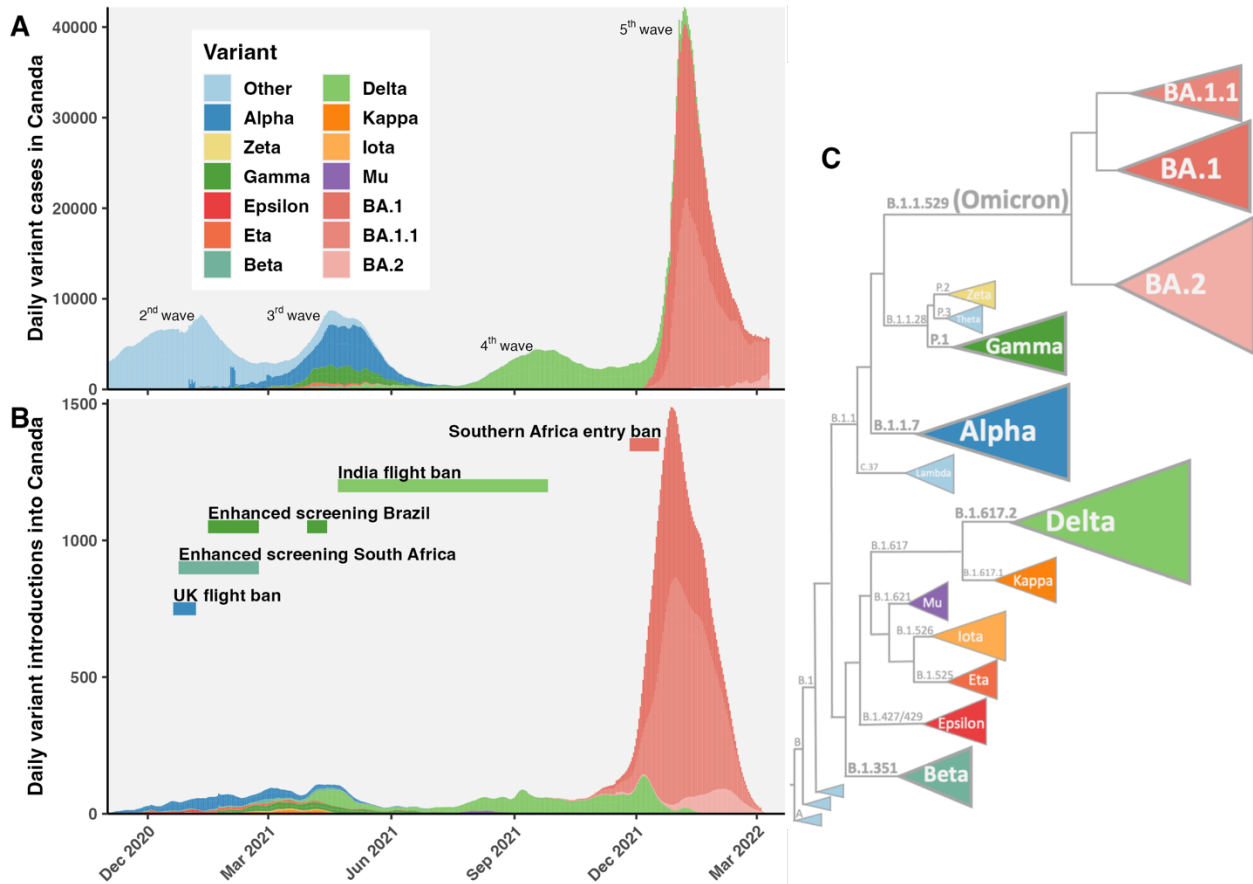 A
Daily variant cases in Canada
40000
30000
20000
10000
0
2nd wave
3rd wave
4th wave
5th wave
Variant
Other
Alpha
Zeta
Gamma
Epsilon
Eta
Beta
Delta
Kappa
Iota
Mu
BA.1
BA.1.1
BA.2
B
Daily variant introductions into Canada
1500
1000
500
0
Southern Africa entry ban
India flight ban
Enhanced screening Brazil
Enhanced screening South Africa
UK flight ban
Dec 2020
Mar 2021
Jun 2021
Sep 2021
Dec 2021
Mar 2022
C
BA.1.1
BA.1
B.1.1.529 (Omicron)
BA.2
P.2
Zeta
P.3
Theta
B.1.1.28
P.1
Gamma
B.1.1
B.1.1.7
Alpha
C.37
Lambda
B.1.617.2
Delta
B.1.617
B.1.617.1
Kappa
B.1.621
Mu
B.1.526
Iota
B.1.525
Eta
B.1
B.1.427/429
Epsilon
B
B.1.351
Beta
A